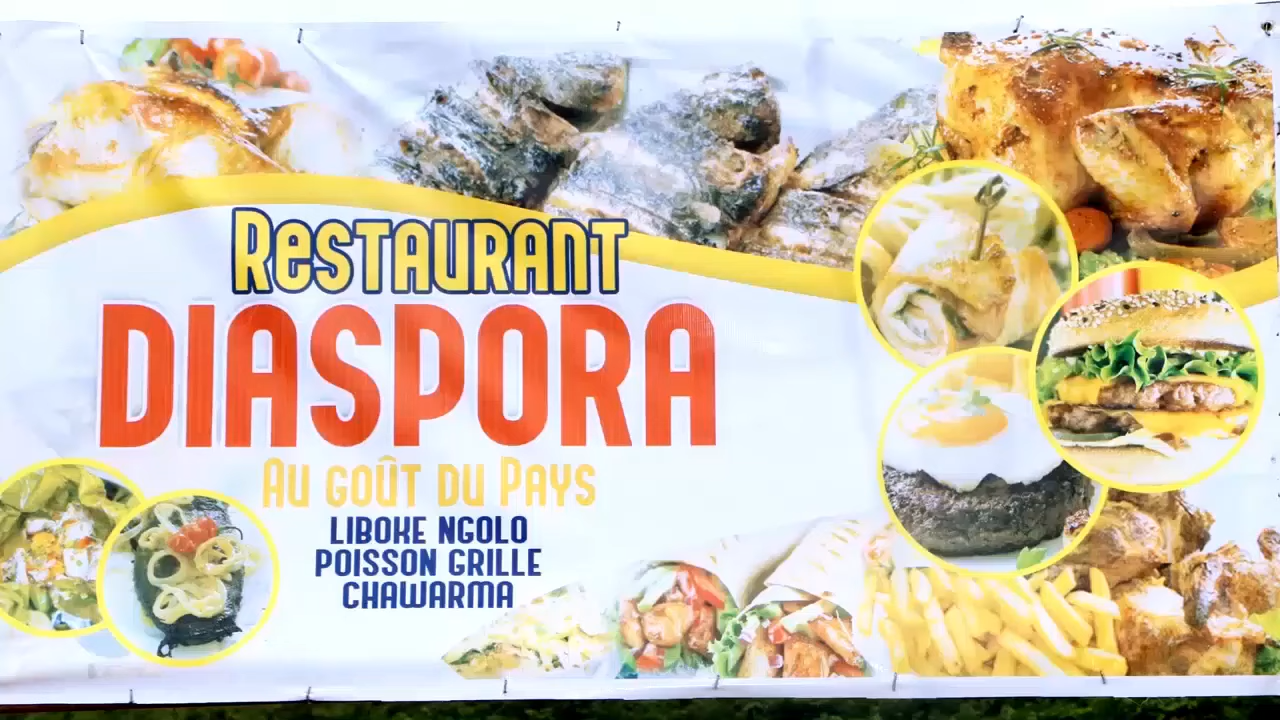 RESTAURANT
DIASPORA
AU GOÛT DU PAYS
LIBOKE NGOLO
POISSON GRILLE
CHAWARMA